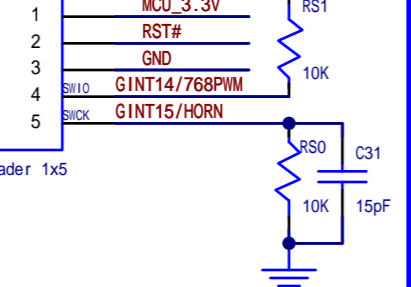 MCU_3.3V
RS1
1
RST#
2
GND
3
10K
4 SWIO GINT14/768PWM
5 SWCK GINT15/HORN
RS0 C31
ader 1x5
10K 15pF